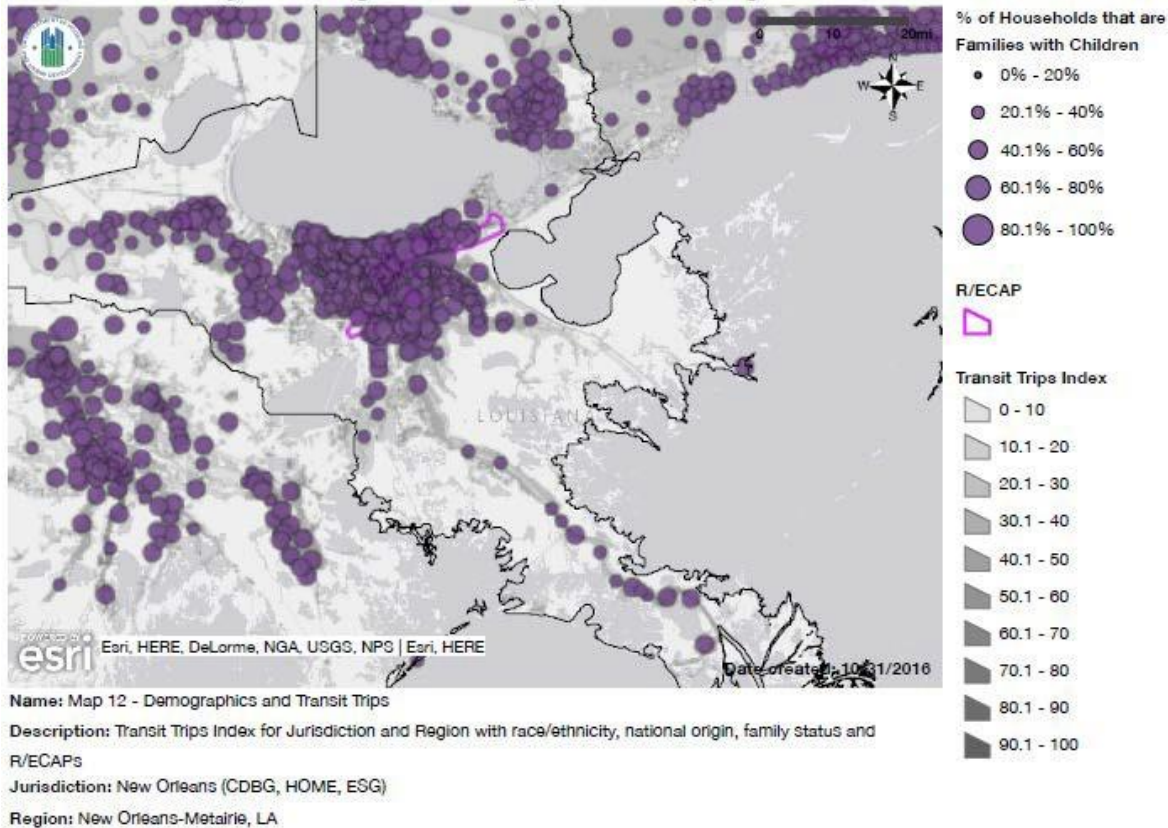 0 10 20mi
N
W E
S
LOUISIANA
POWERED BY
esri
Esri, HERE, DeLorme, NGA, USGS, NPS | Esri, HERE
Date created: 10/31/2016
% of Households that are
Families with Children
0% - 20%
20.1% - 40%
40.1% - 60%
60.1% - 80%
80.1% - 100%
R/ECAP
Transit Trips Index
0 - 10
10.1 - 20
20.1 - 30
30.1 - 40
40.1 - 50
50.1 - 60
60.1 - 70
70.1 - 80
80.1 - 90
90.1 - 100
Name: Map 12 - Demographics and Transit Trips
Description: Transit Trips Index for Jurisdiction and Region with race/ethnicity, national origin, family status and
R/ECAPs
Jurisdiction: New Orleans (CDBG, HOME, ESG)
Region: New Orleans-Metairie, LA